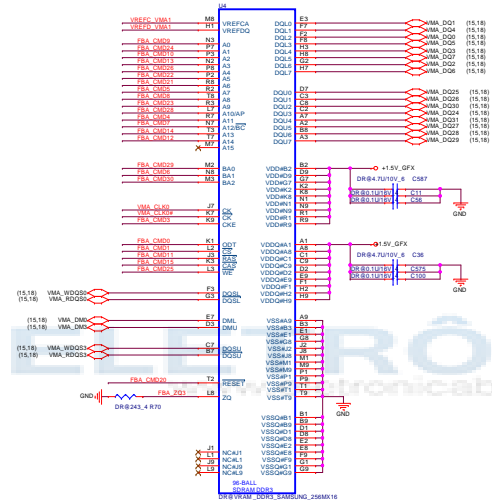 U4
VREFC_VMA1 M8 VREFCA DQL0 E3 VMA_DQ1 (15,18)
VREFD_VMA1 H1 VREFDQ DQL1 F7 VMA_DQ4 (15,18)
DQL2 F2 VMA_DQ0 (15,18)
FBA_CMD9 N3 A0 DQL3 F8 VMA_DQ5 (15,18)
FBA_CMD24 P7 A1 DQL4 H3 VMA_DQ3 (15,18)
FBA_CMD10 P3 A2 DQL5 H8 VMA_DQ7 (15,18)
FBA_CMD13 N2 A3 DQL6 G2 VMA_DQ2 (15,18)
FBA_CMD26 P8 A4 DQL7 H7 VMA_DQ6 (15,18)
FBA_CMD22 P2 A5
FBA_CMD21 R8 A6
FBA_CMD5 R2 A7 DQU0 D7 VMA_DQ25 (15,18)
FBA_CMD8 T8 A8 DQU1 C3 VMA_DQ26 (15,18)
FBA_CMD23 R3 A9 DQU2 C8 VMA_DQ30 (15,18)
FBA_CMD28 L7 A10/AP DQU3 C2 VMA_DQ24 (15,18)
FBA_CMD4 R7 A11 DQU4 A7 VMA_DQ31 (15,18)
FBA_CMD7 N7 A12/BC DQU5 A2 VMA_DQ27 (15,18)
FBA_CMD14 T3 A13 DQU6 B8 VMA_DQ28 (15,18)
FBA_CMD12 T7 A14 DQU7 A3 VMA_DQ29 (15,18)
M7 A15
FBA_CMD29 M2 BA0 VDD#B2 B2 +1.5V_GFX
FBA_CMD6 N8 BA1 VDD#D9 D9
FBA_CMD30 M3 BA2 VDD#G7 G7 DR@4.7U/10V_6 C587
VDD#K2 K2
VDD#K8 K8 DR@0.1U/16V C11
VDD#N1 N1 DR@0.1U/16V C56
VMA_CLK0 J7 CK VDD#N9 N9
VMA_CLK0# K7 CK VDD#R1 R1 GND
FBA_CMD3 K9 CKE VDD#R9 R9
FBA_CMD0 K1 ODT VDDQ#A1 A1 +1.5V_GFX
FBA_CMD1 L2 CS VDDQ#A8 A8
FBA_CMD11 J3 RAS VDDQ#C1 C1 DR@4.7U/10V_6 C36
FBA_CMD15 K3 CAS VDDQ#C9 C9
FBA_CMD25 L3 WE VDDQ#D2 D2 DR@0.1U/16V C575
VDDQ#E9 E9 DR@0.1U/16V C100
VDDQ#F1 F1
(15,18) VMA_WDQS0 F3 DQSL VDDQ#H2 H2 GND
(15,18) VMA_RDQS0 G3 DQSL VDDQ#H9 H9
(15,18) VMA_DM0 E7 DML VSS#A9 A9
(15,18) VMA_DM3 D3 DMU VSS#B3 B3
VSS#E1 E1
VSS#G8 G8
(15,18) VMA_WDQS3 C7 DQSU VSS#J2 J2
(15,18) VMA_RDQS3 B7 DQSU VSS#J8 J8
VSS#M1 M1
VSS#M9 M9
VSS#P1 P1
FBA_CMD20 T2 RESET VSS#P9 P9
VSS#T1 T1
GND FBA_ZQ3 L8 ZQ VSS#T9 T9
DR@243_4 R70 GND
VSSQ#B1 B1
VSSQ#B9 B9
VSSQ#D1 D1
VSSQ#D8 D8
VSSQ#E2 E2
J1 NC#J1 VSSQ#E8 E8
L1 NC#L1 VSSQ#F9 F9
J9 NC#J9 VSSQ#G1 G1
L9 NC#L9 VSSQ#G9 G9
96-BALL
SDRAM DDR3
DR@VRAM _DDR3_SAMSUNG_256MX16